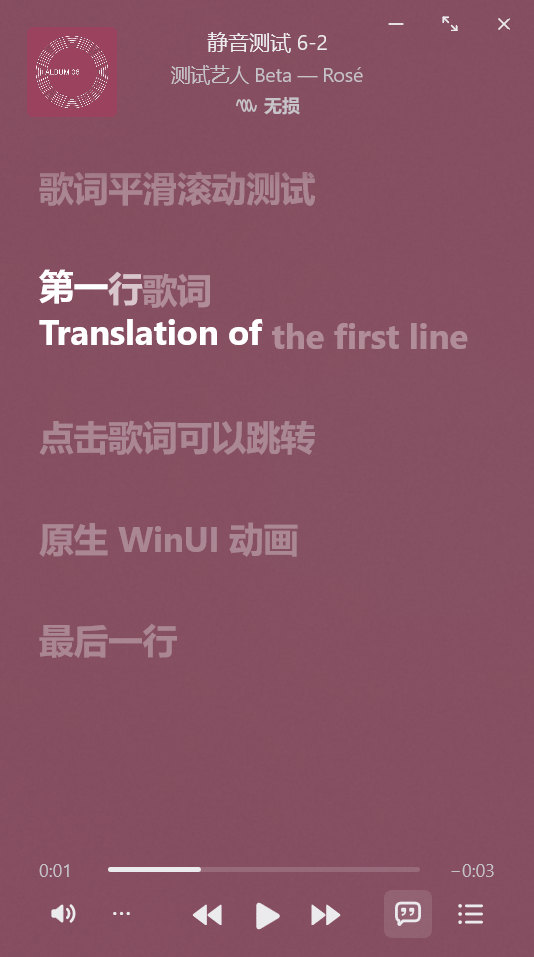 静音测试 6-2
测试艺人 Beta — Rosé
无损
歌词平滑滚动测试
第一行歌词
Translation of the first line
点击歌词可以跳转
原生 WinUI 动画
最后一行
0:01
−0:03